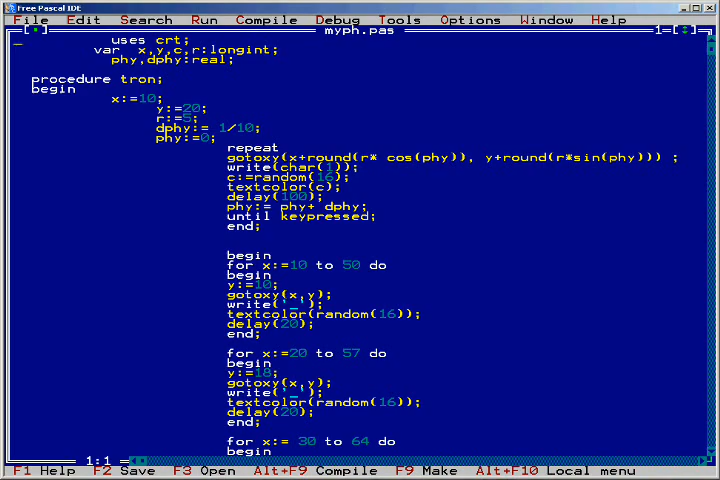 Free Pascal IDE
File Edit Search Run Compile Debug Tools Options Window Help
myph.pas 1
uses crt;
var x,y,c,r:longint;
phy,dphy:real;
procedure tron;
begin
x:=10;
y:=20;
r:=5;
dphy:= 1/10;
phy:=0;
repeat
gotoxy(x+round(r* cos(phy)), y+round(r*sin(phy))) ;
write(char(1));
c:=random(16);
textcolor(c);
delay(100);
phy:= phy+ dphy;
until keypressed;
end;
begin
for x:=10 to 50 do
begin
y:=10;
gotoxy(x,y);
write('_');
textcolor(random(16));
delay(20);
end;
for x:=20 to 57 do
begin
y:=18;
gotoxy(x,y);
write('_');
textcolor(random(16));
delay(20);
end;
for x:= 30 to 64 do
begin
1:1
F1 Help F2 Save F3 Open Alt+F9 Compile F9 Make Alt+F10 Local menu